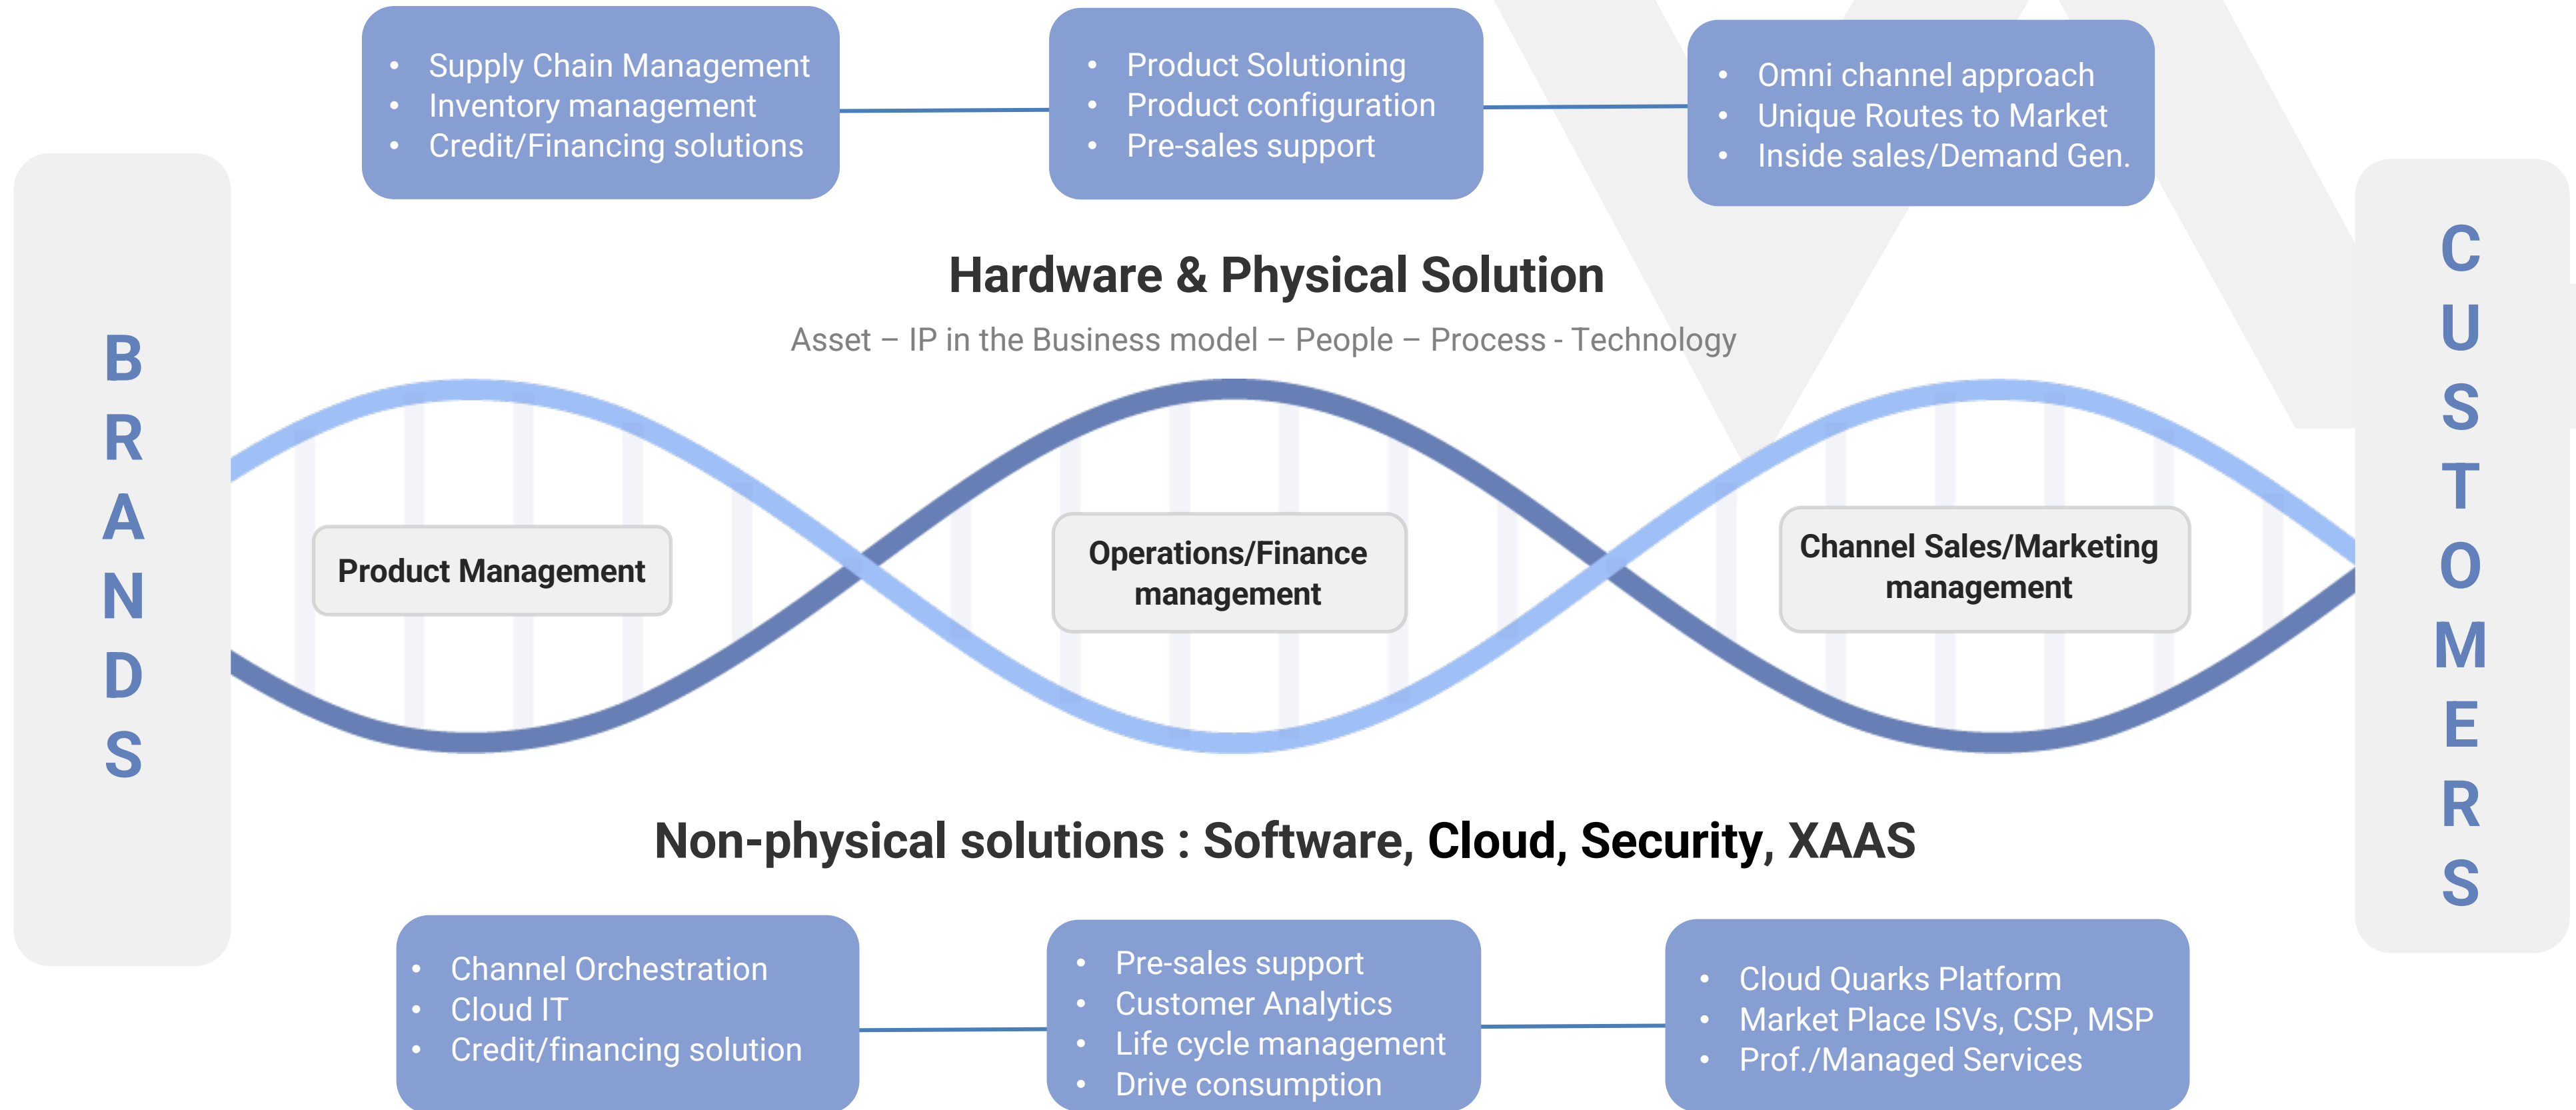 • Supply Chain Management
• Inventory management
• Credit/Financing solutions
• Product Solutioning
• Product configuration
• Pre-sales support
• Omni channel approach
• Unique Routes to Market
• Inside sales/Demand Gen.
BRANDS
Hardware & Physical Solution
Asset – IP in the Business model – People – Process - Technology
Product Management
Operations/Finance
management
Channel Sales/Marketing
management
CUSTOMERS
Non-physical solutions : Software, Cloud, Security, XAAS
• Channel Orchestration
• Cloud IT
• Credit/financing solution
• Pre-sales support
• Customer Analytics
• Life cycle management
• Drive consumption
• Cloud Quarks Platform
• Market Place ISVs, CSP, MSP
• Prof./Managed Services